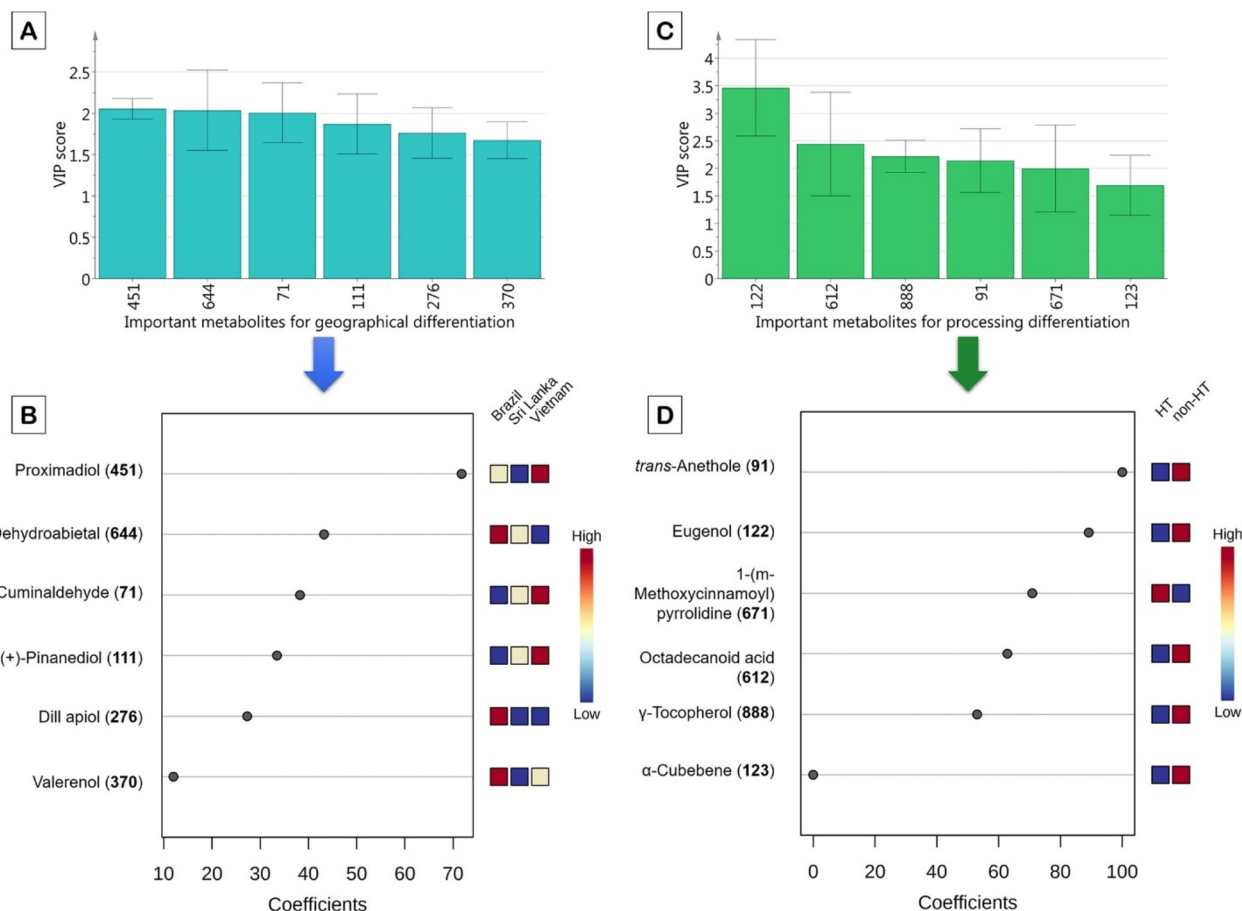 A
VIP score
2.5
2
1.5
1
0.5
0
451
644
71
111
276
370
Important metabolites for geographical differentiation
C
VIP score
4
3.5
3
2.5
2
1.5
1
0.5
0
122
612
888
91
671
123
Important metabolites for processing differentiation
B
Brazil
Sri Lanka
Vietnam
Proximadiol (451)
ehydroabietal (644)
Cuminaldehyde (71)
(+)-Pinanediol (111)
Dill apiol (276)
Valerenol (370)
High
Low
10 20 30 40 50 60 70
Coefficients
D
HT
non-HT
trans-Anethole (91)
Eugenol (122)
1-(m-
Methoxycinnamoyl)
pyrrolidine (671)
Octadecanoid acid
(612)
γ-Tocopherol (888)
α-Cubebene (123)
High
Low
0 20 40 60 80 100
Coefficients